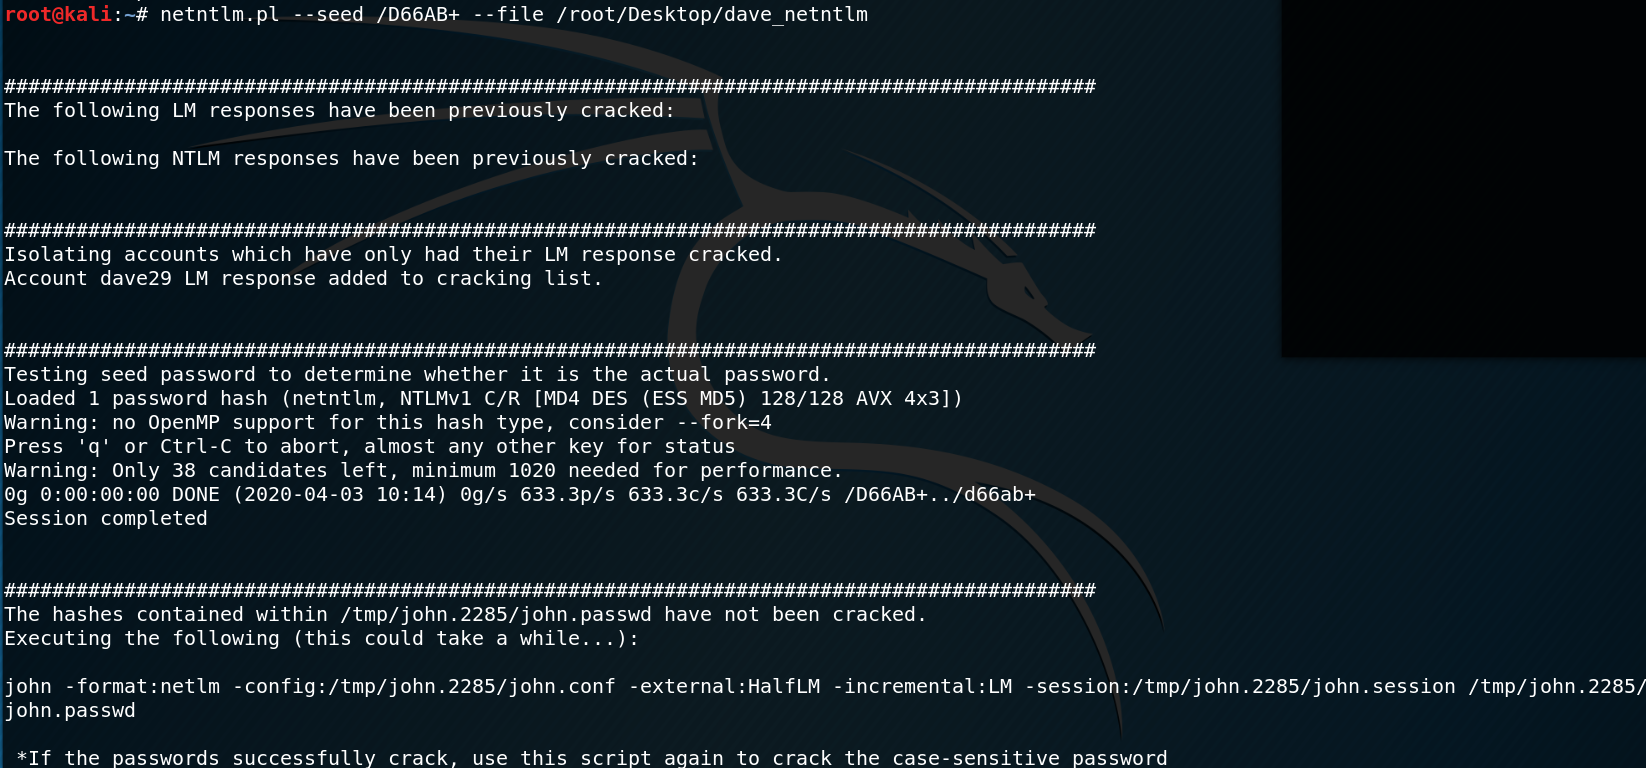 root@kali:~# netntlm.pl --seed /D66AB+ --file /root/Desktop/dave_netntlm
###########################################################################################
The following LM responses have been previously cracked:
The following NTLM responses have been previously cracked:
###########################################################################################
Isolating accounts which have only had their LM response cracked.
Account dave29 LM response added to cracking list.
###########################################################################################
Testing seed password to determine whether it is the actual password.
Loaded 1 password hash (netntlm, NTLMv1 C/R [MD4 DES (ESS MD5) 128/128 AVX 4x3])
Warning: no OpenMP support for this hash type, consider --fork=4
Press 'q' or Ctrl-C to abort, almost any other key for status
Warning: Only 38 candidates left, minimum 1020 needed for performance.
0g 0:00:00:00 DONE (2020-04-03 10:14) 0g/s 633.3p/s 633.3c/s 633.3C/s /D66AB+../d66ab+
Session completed
###########################################################################################
The hashes contained within /tmp/john.2285/john.passwd have not been cracked.
Executing the following (this could take a while...):
john -format:netlm -config:/tmp/john.2285/john.conf -external:HalfLM -incremental:LM -session:/tmp/john.2285/john.session /tmp/john.2285/
john.passwd
*If the passwords successfully crack, use this script again to crack the case-sensitive password